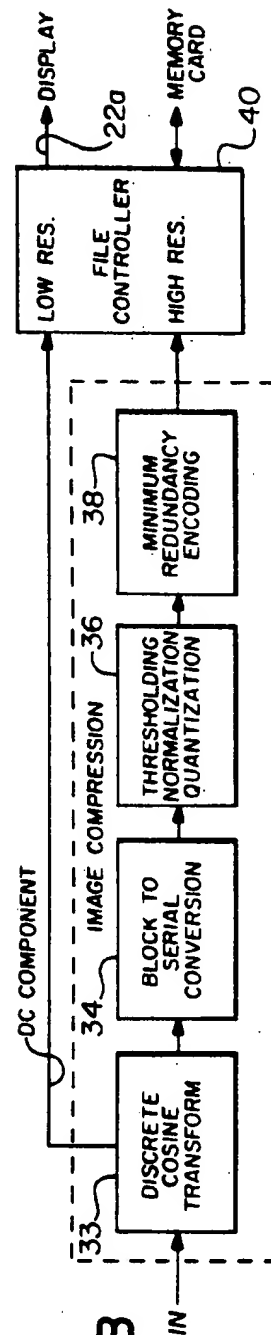 B
IN
33
DISCRETE
COSINE
TRANSFORM
DC COMPONENT
34
BLOCK TO
SERIAL
CONVERSION
IMAGE COMPRESSION
36
THRESHOLDING
NORMALIZATION
QUANTIZATION
38
MINIMUM
REDUNDANCY
ENCODING
LOW RES.
FILE
CONTROLLER
HIGH RES.
40
DISPLAY
22a
MEMORY
CARD